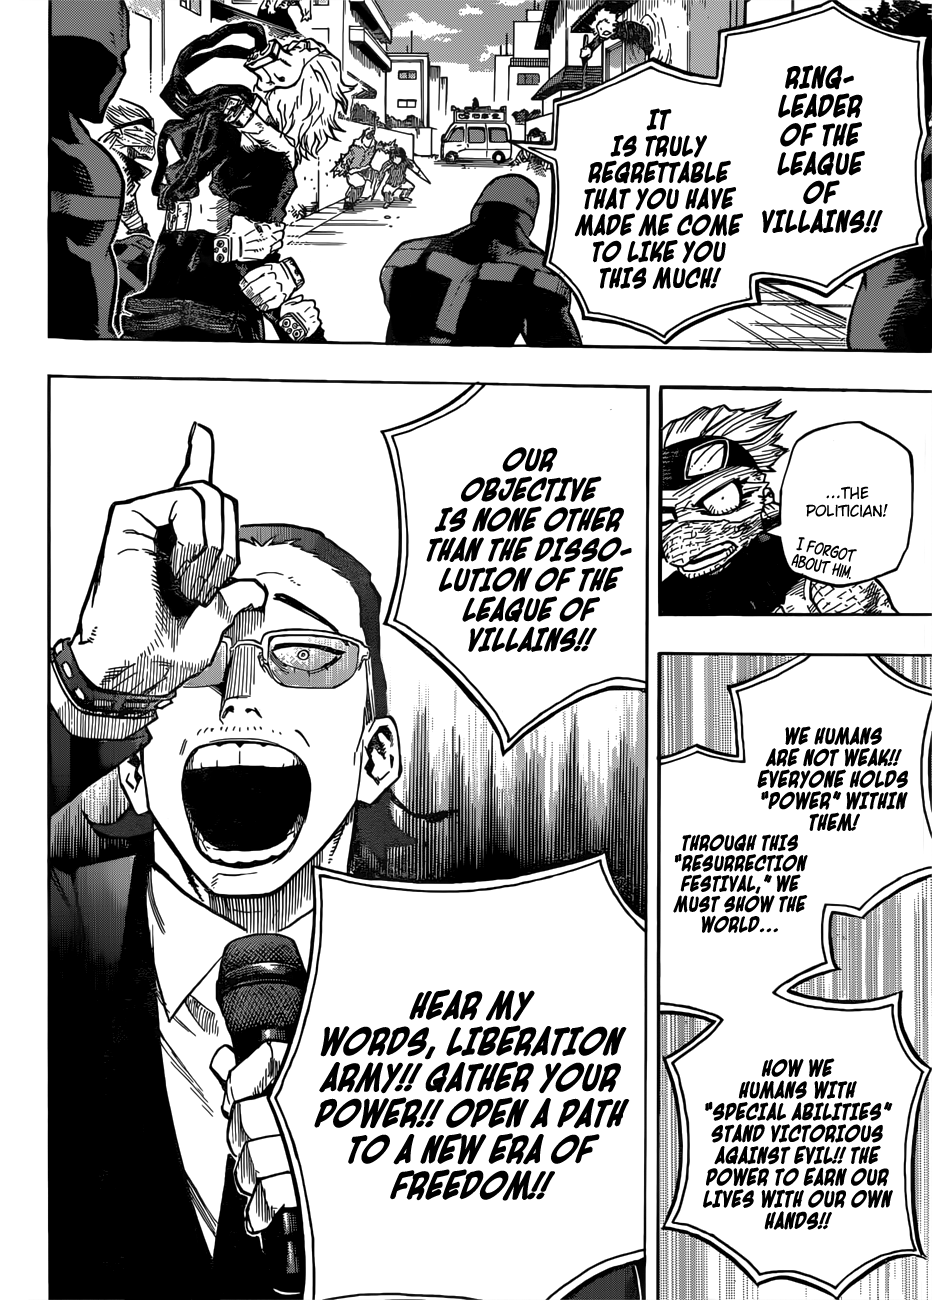 RING-
LEADER
OF THE
LEAGUE
OF
VILLAINS!!
IT
IS TRULY
REGRETTABLE
THAT YOU HAVE
MADE ME COME
TO LIKE YOU
THIS MUCH!
...THE
POLITICIAN!
I FORGOT
ABOUT HIM.
OUR
OBJECTIVE
IS NONE OTHER
THAN THE DISSO-
LUTION OF THE
LEAGUE OF
VILLAINS!!
WE HUMANS
ARE NOT WEAK!!
EVERYONE HOLDS
"POWER" WITHIN
THEM!
THROUGH THIS
"RESURRECTION
FESTIVAL," WE
MUST SHOW THE
WORLD...
HOW WE
HUMANS WITH
"SPECIAL ABILITIES"
STAND VICTORIOUS
AGAINST EVIL!! THE
POWER TO EARN OUR
LIVES WITH OUR OWN
HANDS!!
HEAR MY
WORDS, LIBERATION
ARMY!! GATHER YOUR
POWER!! OPEN A PATH
TO A NEW ERA OF
FREEDOM!!